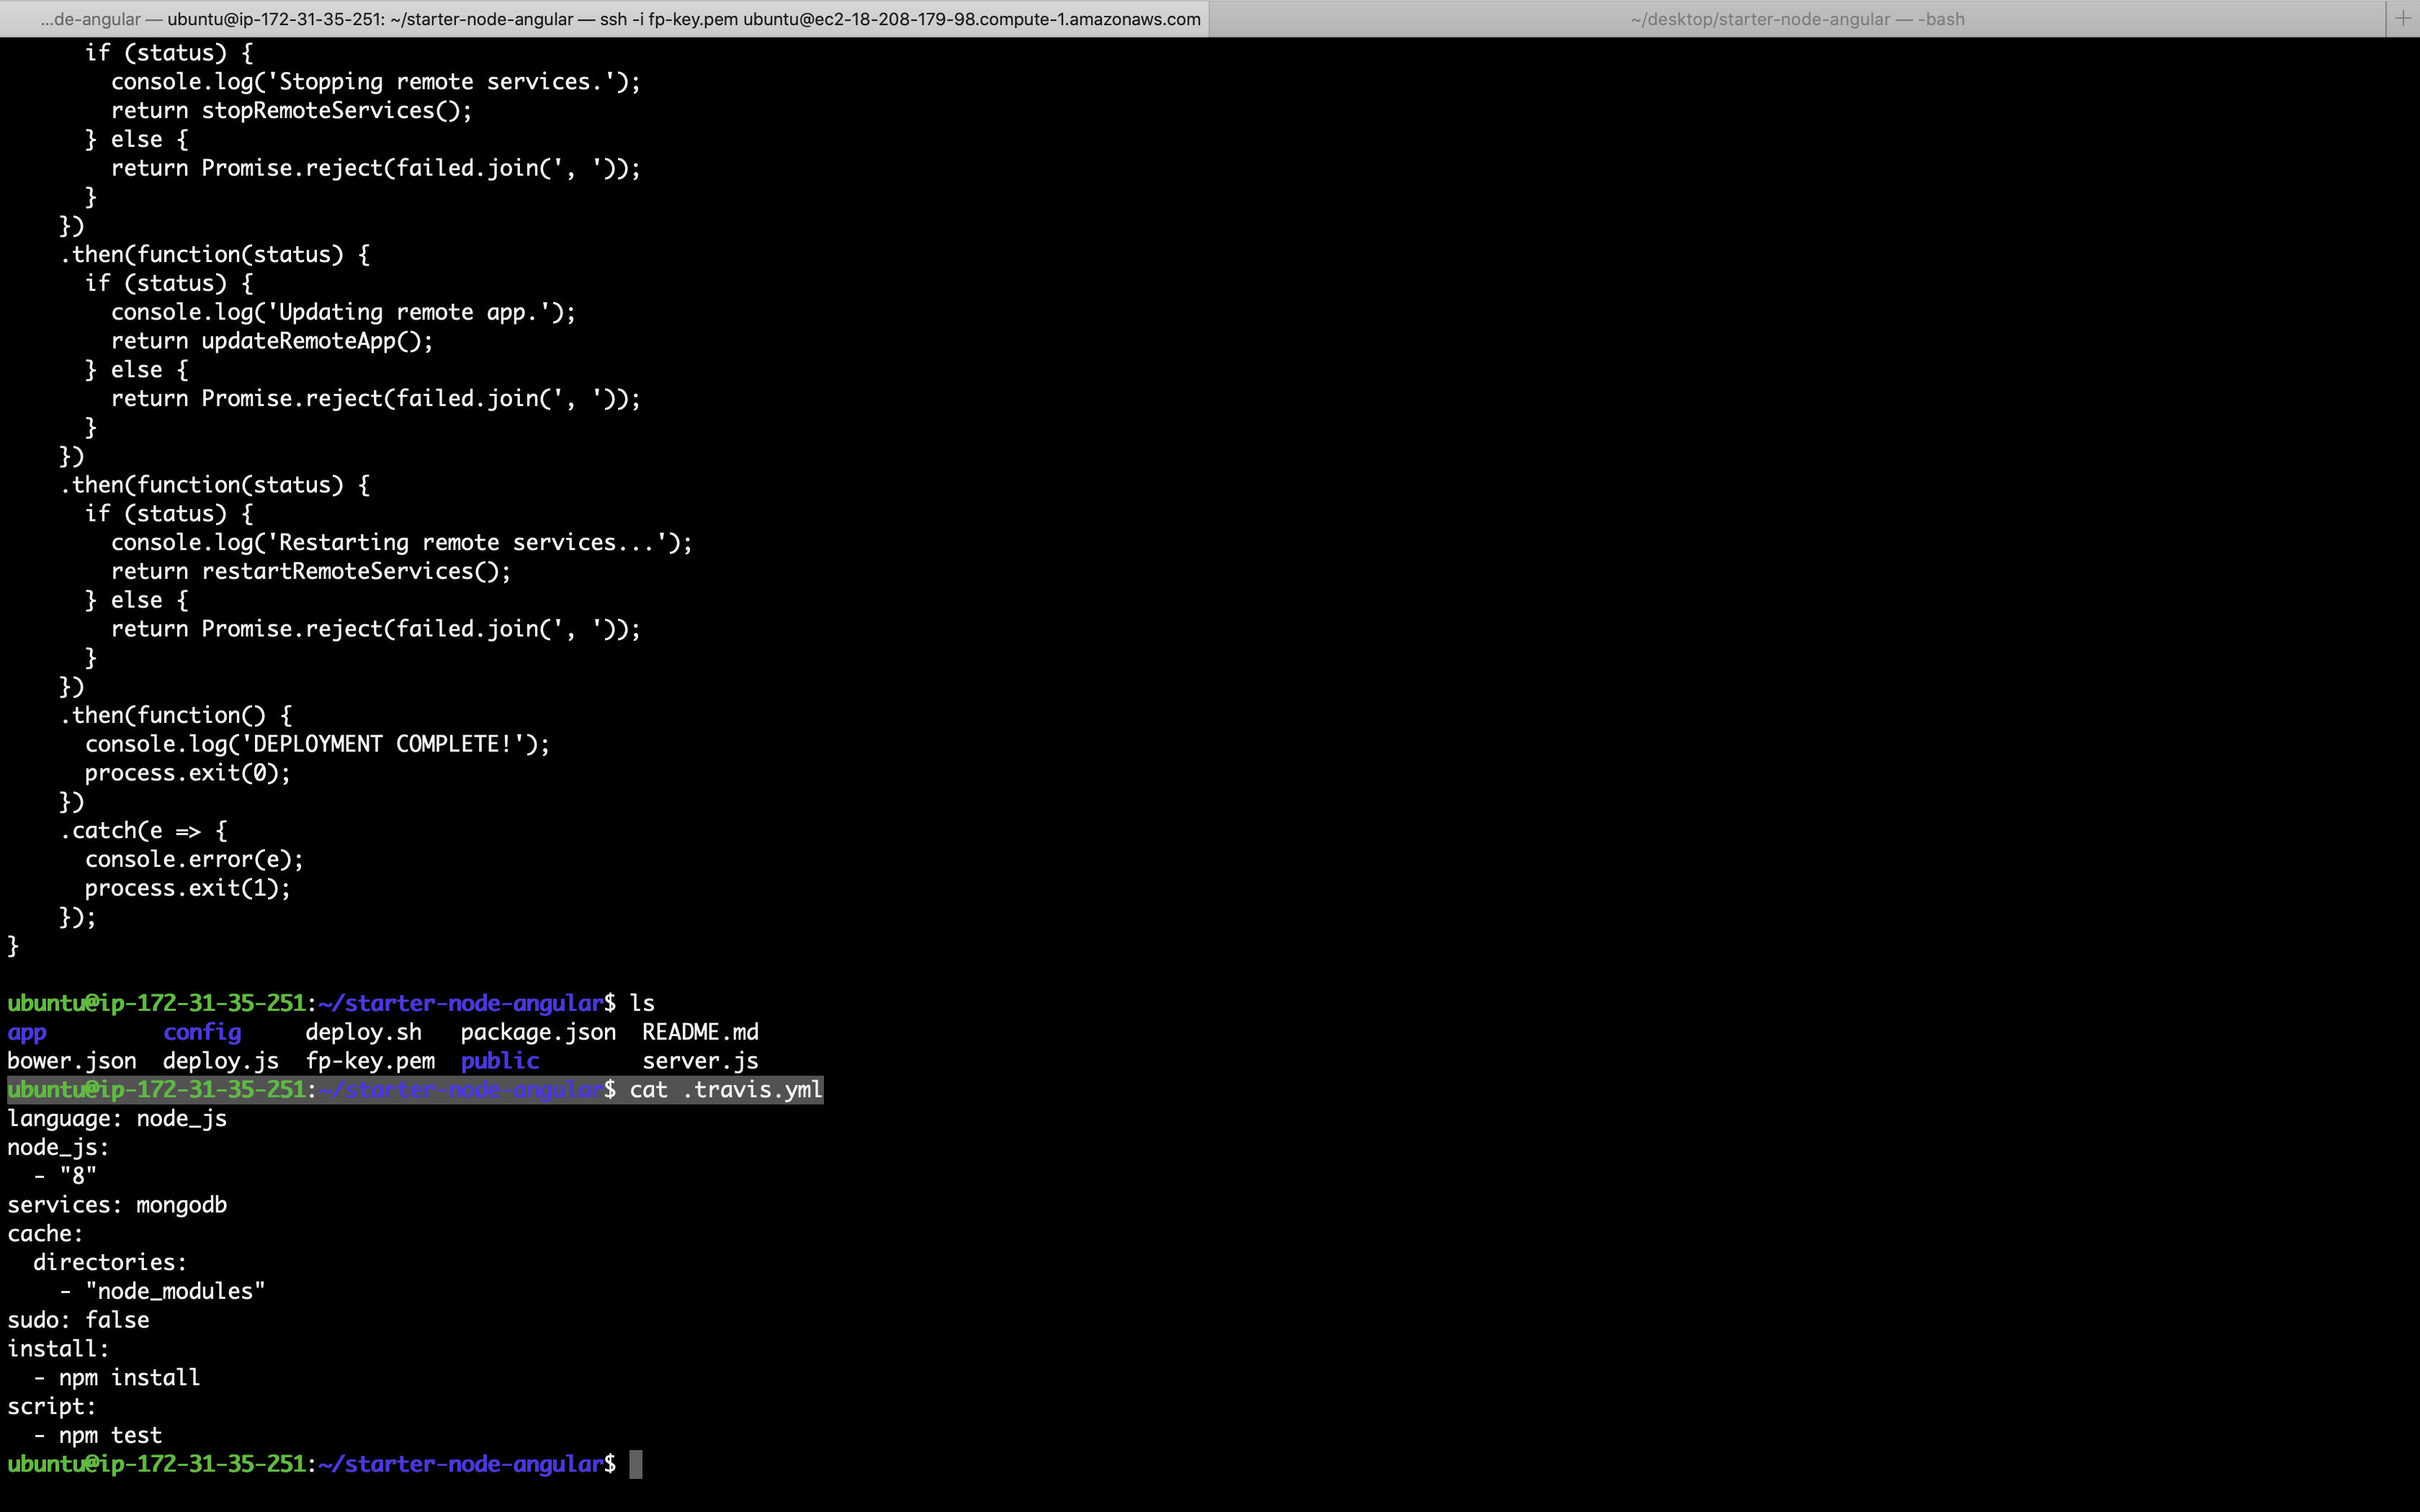 ...de-angular — ubuntu@ip-172-31-35-251: ~/starter-node-angular — ssh -i fp-key.pem ubuntu@ec2-18-208-179-98.compute-1.amazonaws.com
~/desktop/starter-node-angular — -bash
+
      if (status) {
        console.log('Stopping remote services.');
        return stopRemoteServices();
      } else {
        return Promise.reject(failed.join(', '));
      }
    })
    .then(function(status) {
      if (status) {
        console.log('Updating remote app.');
        return updateRemoteApp();
      } else {
        return Promise.reject(failed.join(', '));
      }
    })
    .then(function(status) {
      if (status) {
        console.log('Restarting remote services...');
        return restartRemoteServices();
      } else {
        return Promise.reject(failed.join(', '));
      }
    })
    .then(function() {
      console.log('DEPLOYMENT COMPLETE!');
      process.exit(0);
    })
    .catch(e => {
      console.error(e);
      process.exit(1);
    });
}
ubuntu@ip-172-31-35-251:~/starter-node-angular$ ls
app         config     deploy.sh   package.json  README.md
bower.json  deploy.js  fp-key.pem  public        server.js
ubuntu@ip-172-31-35-251:~/starter-node-angular$ cat .travis.yml
language: node_js
node_js:
  - "8"
services: mongodb
cache:
  directories:
    - "node_modules"
sudo: false
install:
  - npm install
script:
  - npm test
ubuntu@ip-172-31-35-251:~/starter-node-angular$